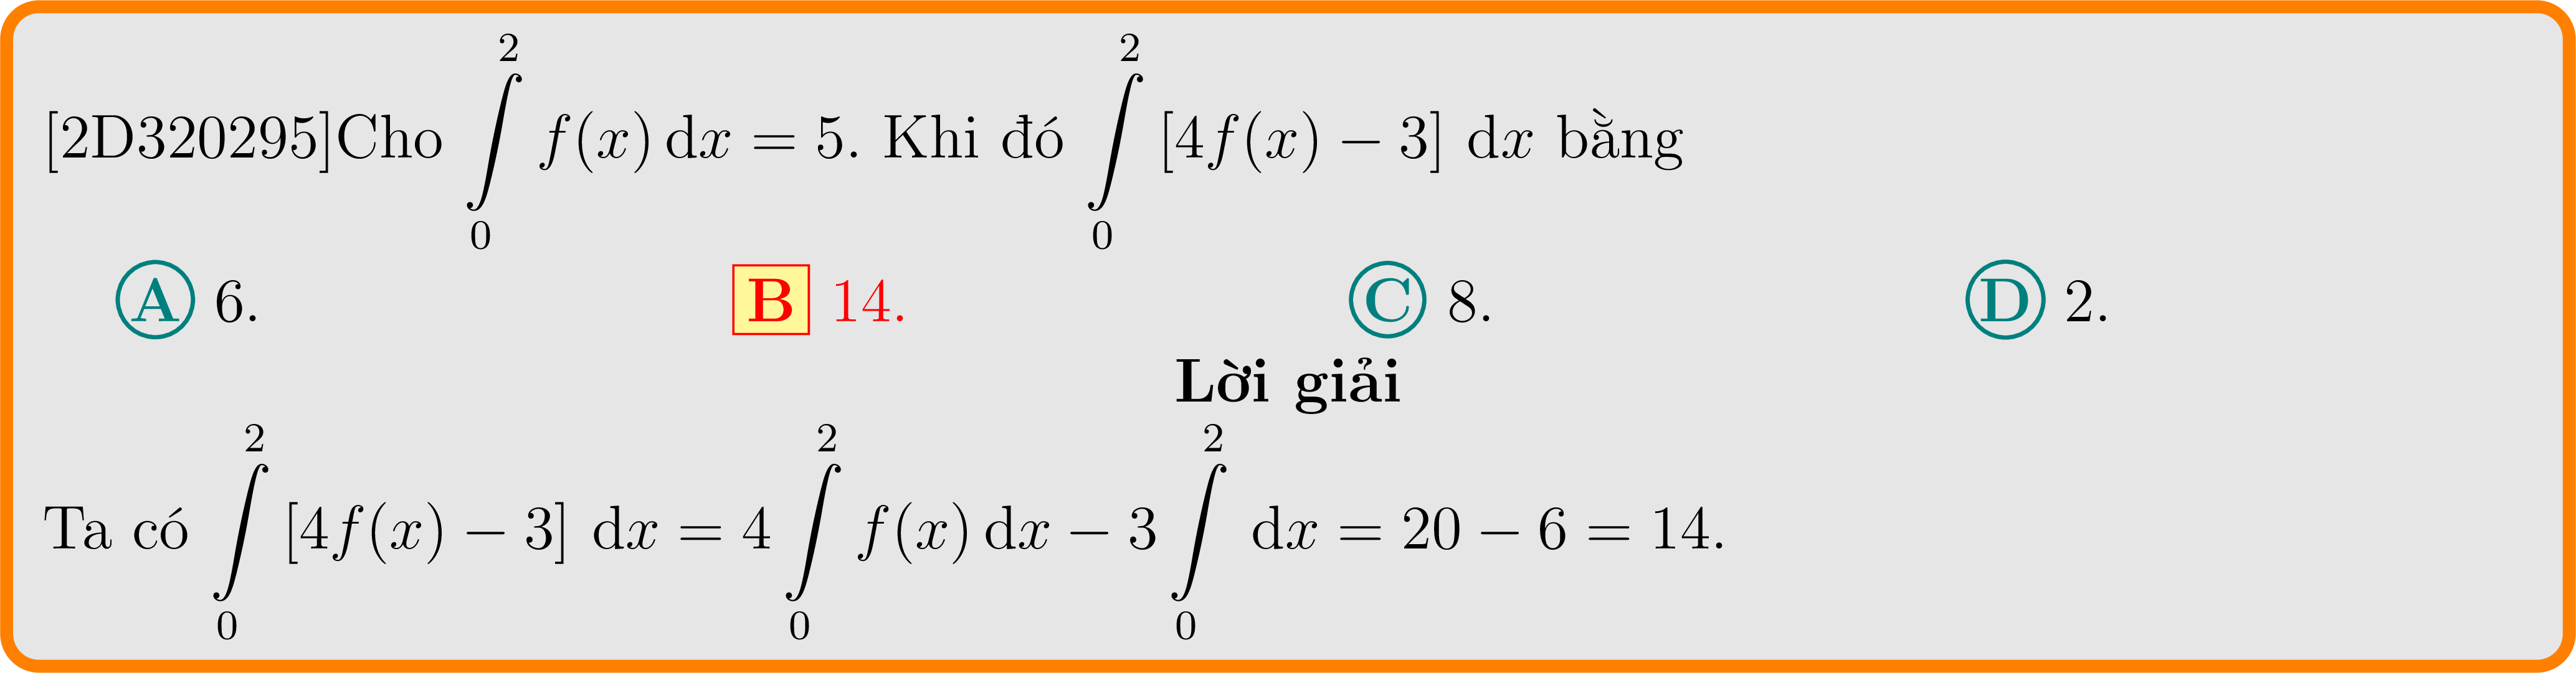 [2D320295]Cho $\int\limits_0^2 f(x)\,\mathrm{d}x = 5$. Khi đó $\int\limits_0^2 [4f(x) - 3]\ \mathrm{d}x$ bằng
A 6. B 14. C 8. D 2.
Lời giải
Ta có $\int\limits_0^2 [4f(x) - 3]\ \mathrm{d}x = 4\int\limits_0^2 f(x)\,\mathrm{d}x - 3\int\limits_0^2 \mathrm{d}x = 20 - 6 = 14.$